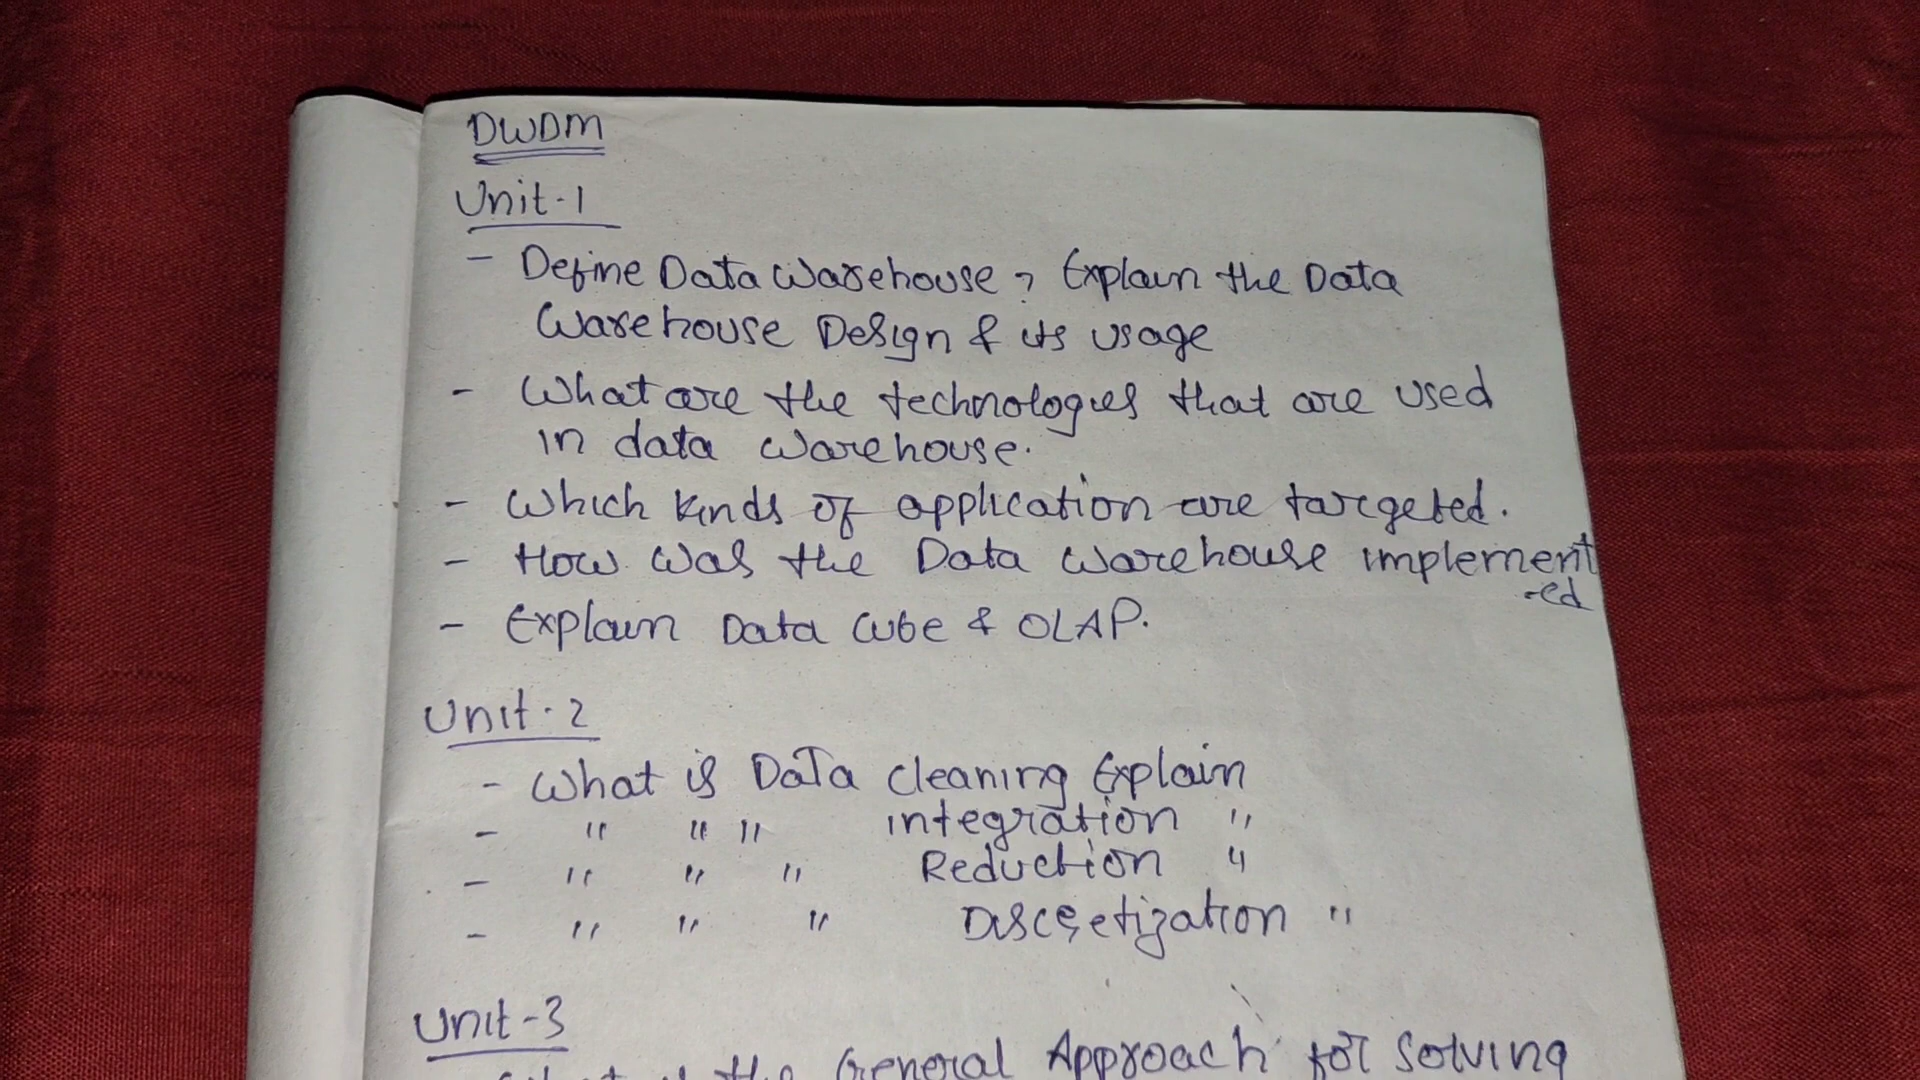 DWDM
Unit-1
- Define Data Warehouse? Explain the Data
Warehouse Design & its usage
- What are the technologies that are used
in data warehouse.
- Which kinds of application are targeted.
- How was the Data Warehouse implement
-ed
- Explain Data Cube & OLAP.
Unit-2
- What is Data cleaning Explain
- " " " integration "
- " " " Reduction "
- " " " Discretization "
Unit-3
the General Approach for solving